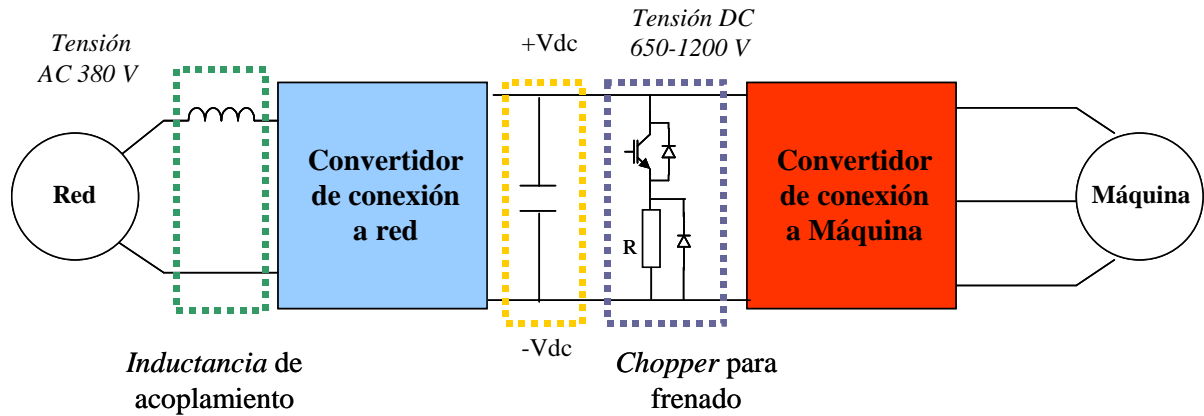 Tensión
AC 380 V
+Vdc
Tensión DC
650-1200 V
Red
Convertidor
de conexión
a red
R
Convertidor
de conexión
a Máquina
Máquina
-Vdc
Inductancia de
acoplamiento
Chopper para
frenado